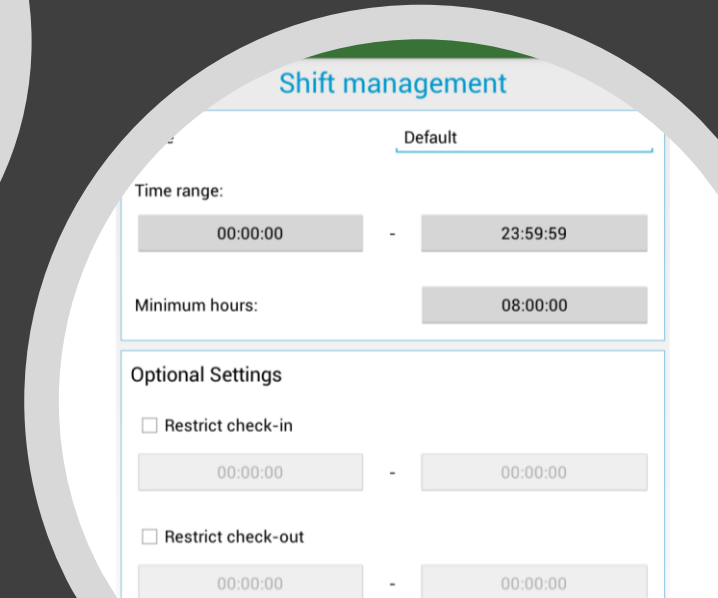 Shift management
Default
Time range:
00:00:00 - 23:59:59
Minimum hours: 08:00:00
Optional Settings
Restrict check-in
00:00:00 - 00:00:00
Restrict check-out
00:00:00 - 00:00:00